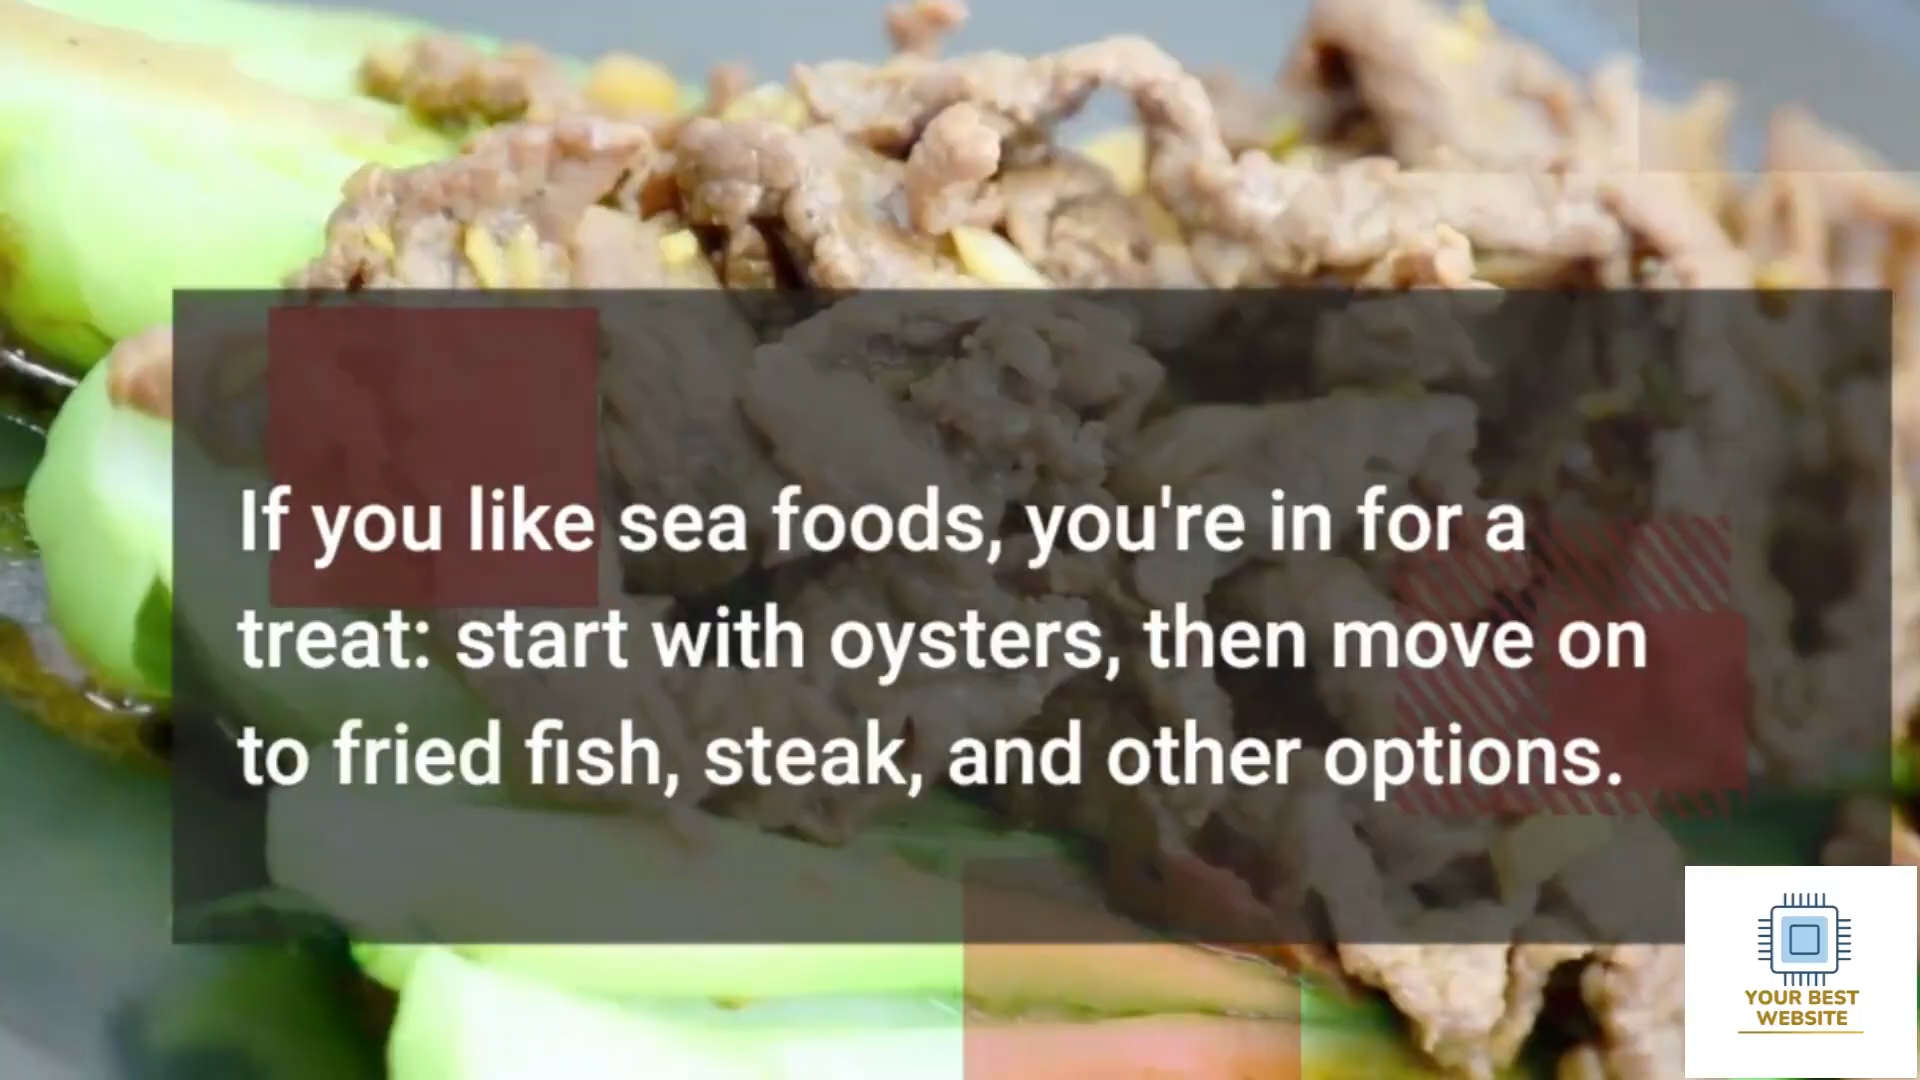 If you like sea foods, you're in for a
treat: start with oysters, then move on
to fried fish, steak, and other options.
YOUR BEST
WEBSITE